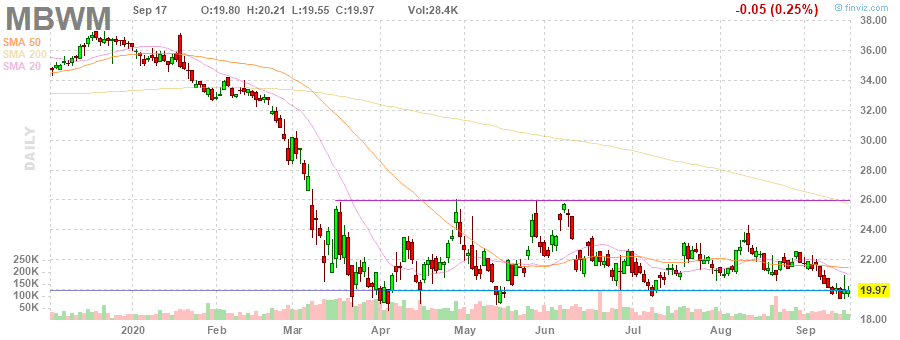 MBWM
Sep 17 O:19.80 H:20.21 L:19.55 C:19.97 Vol:28.4K -0.05 (0.25%) © finviz.com
SMA 50
SMA 200
SMA 20
DAILY
38.00
36.00
34.00
32.00
30.00
28.00
26.00
24.00
22.00
19.97
18.00
250K
200K
150K
100K
50K
2020 Feb Mar Apr May Jun Jul Aug Sep